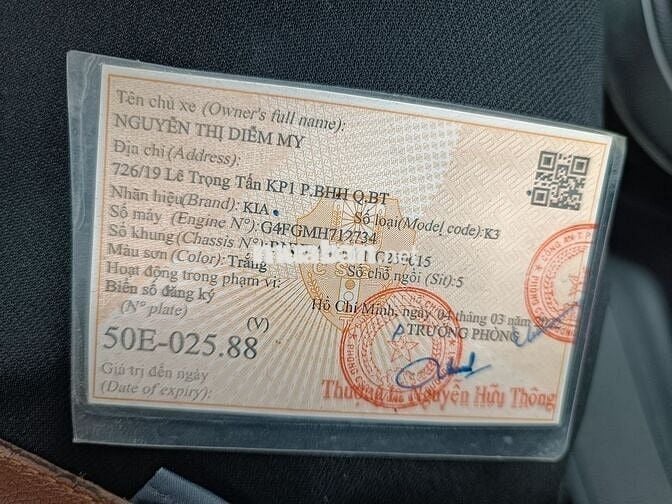 Tên chủ xe (Owner's full name):
NGUYỄN THỊ DIỄM MY
Địa chỉ (Address):
726/19 Lê Trọng Tấn KP1 P.BHH Q.BT
Nhãn hiệu(Brand): KIA Số loại(Model code): K3
Số máy (Engine N°): G4FGMH712734
Số khung (Chassis N°):
Màu sơn (Color): Trắng Số chỗ ngồi (Sit): 5
Hoạt động trong phạm vi:
Biển số đăng ký Hồ Chí Minh, ngày 04 tháng 03 năm
(N° plate) (V) TRƯỞNG PHÒNG
50E-025.88
Giá trị đến ngày
(Date of expiry):
Thượng tá Nguyễn Hữu Thông